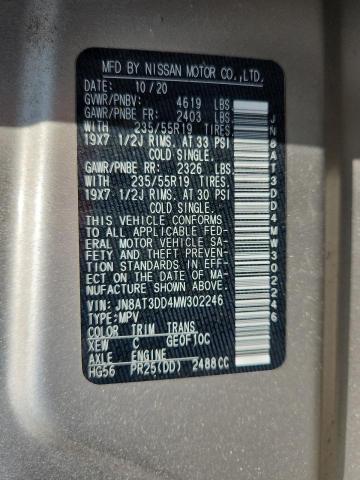 MFD BY NISSAN MOTOR CO.,LTD.
DATE: 10/20
GVWR/PNBV: 4619 LBS
GAWR/PNBE FR: 2403 LBS
WITH 235/55R19 TIRES
19X7 1/2J RIMS, AT 33 PSI
COLD SINGLE.
GAWR/PNBE RR: 2326 LBS.
WITH 235/55R19 TIRES,
19X7 1/2J RIMS, AT 30 PSI
COLD SINGLE.
THIS VEHICLE CONFORMS
TO ALL APPLICABLE FED-
ERAL MOTOR VEHICLE SA-
FETY AND THEFT PREVENTI-
ON STANDARDS IN EFF-
ECT ON THE DATE OF MA-
NUFACTURE SHOWN ABOVE.
VIN: JN8AT3DD4MW302246
TYPE: MPV
COLOR TRIM TRANS
XEW C GEOF1OC
AXLE ENGINE
HG56 PR25(DD) 2488CC
JN8AT3DD4MW302246